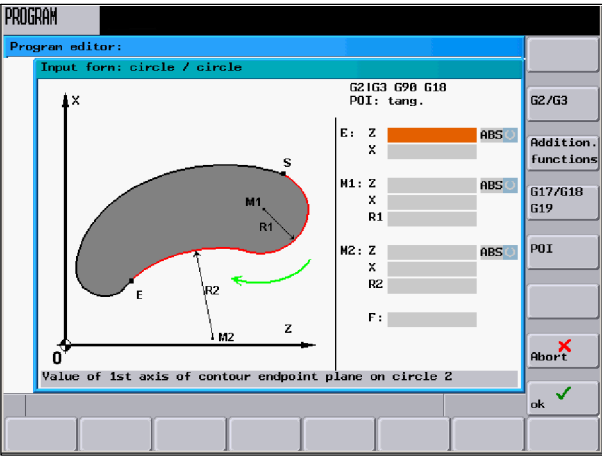 PROGRAM
Program editor:
Input form: circle / circle
G2|G3 G90 G18
POI: tang.
X
S
M1
R1
E
R2
M2
Z
0
E: Z ABS
X
M1: Z ABS
X
R1
M2: Z ABS
X
R2
F:
Value of 1st axis of contour endpoint plane on circle 2
G2/G3
Addition.
functions
G17/G18
G19
POI
Abort
ok